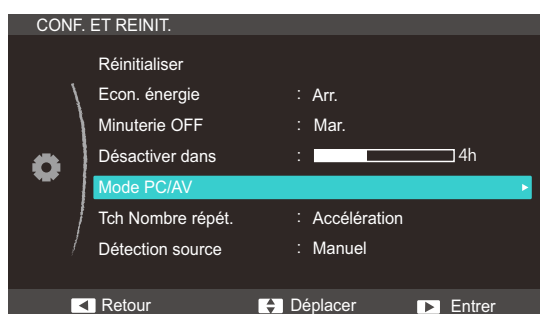 CONF. ET REINIT.
Réinitialiser
Econ. énergie : Arr.
Minuterie OFF : Mar.
Désactiver dans : 4h
Mode PC/AV
Tch Nombre répét. : Accélération
Détection source : Manuel
Retour Déplacer Entrer